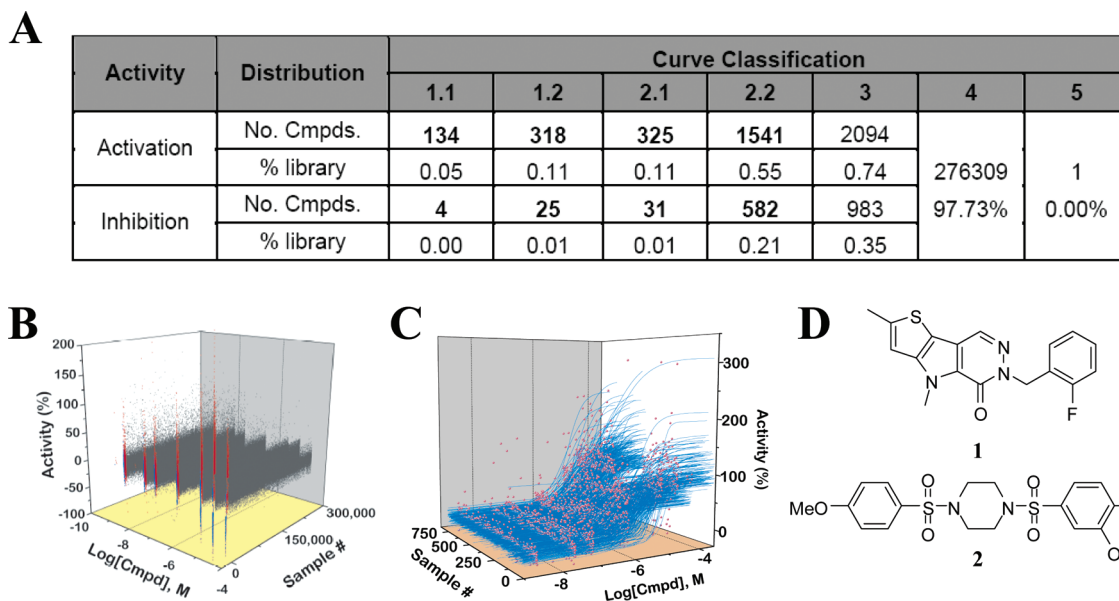 A
Activity Distribution Curve Classification
1.1 1.2 2.1 2.2 3 4 5
Activation No. Cmpds. 134 318 325 1541 2094 276309 1
% library 0.05 0.11 0.11 0.55 0.74
Inhibition No. Cmpds. 4 25 31 582 983 97.73% 0.00%
% library 0.00 0.01 0.01 0.21 0.35
B
200
150
100
50
0
-50
-100
Activity (%)
-10
-8
-6
-4
Log[Cmpd], M
0
150,000
300,000
Sample #
C
300
200
100
0
Activity (%)
750
500
250
0
Sample #
-8
-6
-4
Log[Cmpd], M
D
S
N
N
N
O
F
1
MeO
O
S
O
N
N
O
S
O
O
2